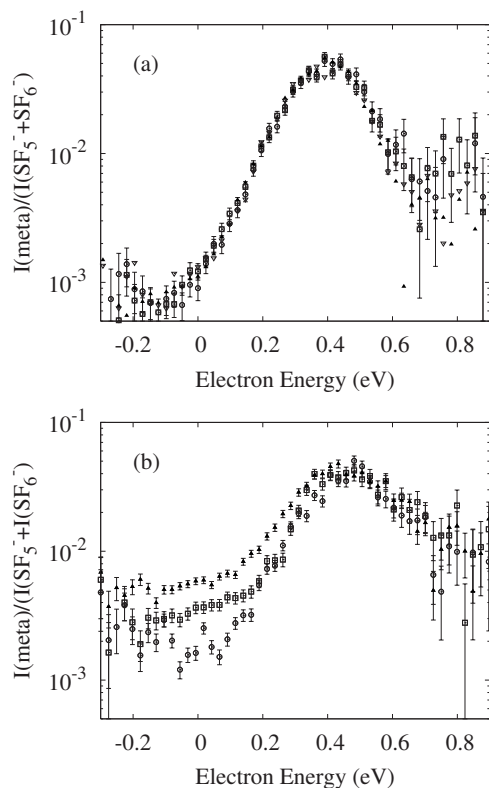 10⁻¹
(a)
I(meta)/(I(SF₅⁻+SF₆⁻)
10⁻²
10⁻³
-0.2 0 0.2 0.4 0.6 0.8
Electron Energy (eV)
10⁻¹
(b)
I(meta)/(I(SF₅⁻+I(SF₆⁻)
10⁻²
10⁻³
-0.2 0 0.2 0.4 0.6 0.8
Electron Energy (eV)